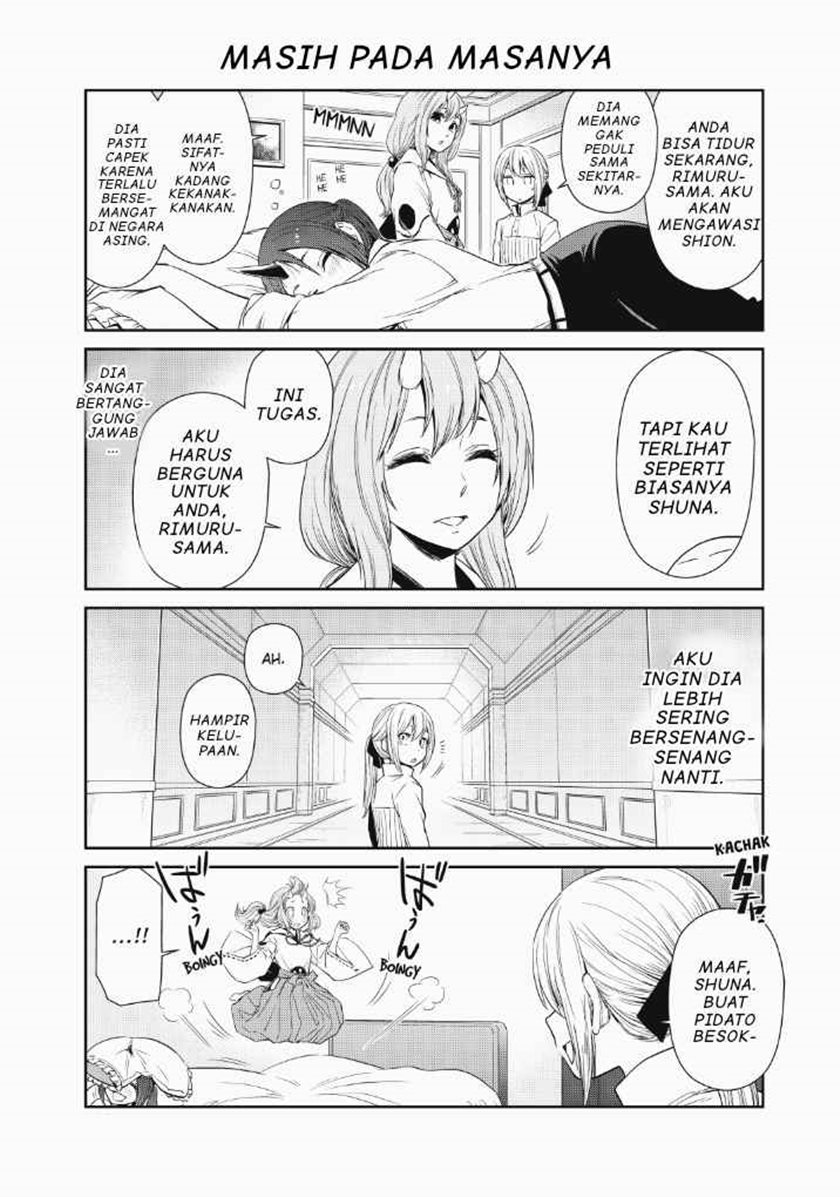 MASIH PADA MASANYA
ANDA
BISA TIDUR
SEKARANG,
RIMURU-
SAMA. AKU
AKAN
MENGAWASI
SHION.
DIA
MEMANG
GAK
PEDULI
SAMA
SEKITAR-
NYA.
MMMNN
HE
HE
HE
HE
MAAF.
SIFAT-
NYA
KADANG
KEKANAK-
KANAKAN.
DIA
PASTI
CAPEK
KARENA
TERLALU
BERSE-
MANGAT
DI NEGARA
ASING.
TAPI KAU
TERLIHAT
SEPERTI
BIASANYA
SHUNA.
INI
TUGAS.
AKU
HARUS
BERGUNA
UNTUK
ANDA,
RIMURU-
SAMA.
DIA
SANGAT
BERTANG-
GUNG
JAWAB
...
AKU
INGIN DIA
LEBIH
SERING
BERSENANG-
SENANG
NANTI.
AH.
HAMPIR
KELU-
PAAN.
KACHAK
ガチャ
MAAF,
SHUNA.
BUAT
PIDATO
BESOK-
ばぅん
BOINGY
ばぅん
BOINGY
...!!